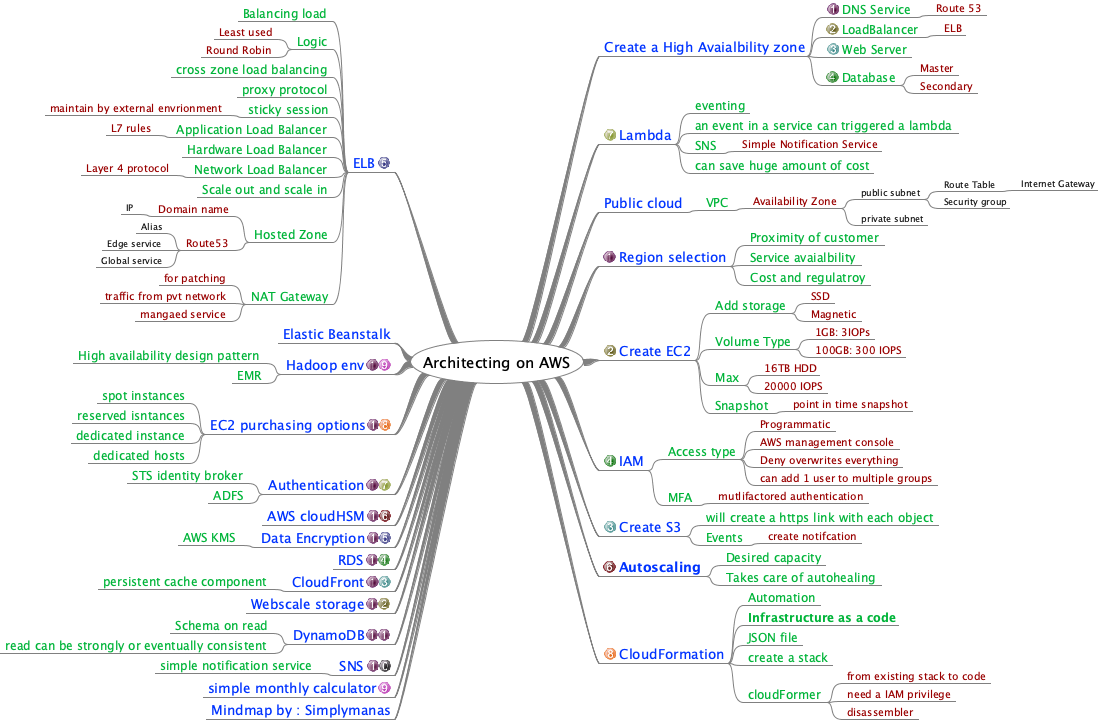 Architecting on AWS
Create a High Avaialbility zone
DNS Service
Route 53
LoadBalancer
ELB
Web Server
Database
Master
Secondary
Lambda
eventing
an event in a service can triggered a lambda
SNS
Simple Notification Service
can save huge amount of cost
Public cloud
VPC
Availability Zone
public subnet
Route Table
Internet Gateway
Security group
private subnet
Region selection
Proximity of customer
Service avaialbility
Cost and regulatroy
Create EC2
Add storage
SSD
Magnetic
Volume Type
1GB: 3IOPs
100GB: 300 IOPS
Max
16TB HDD
20000 IOPS
Snapshot
point in time snapshot
IAM
Access type
Programmatic
AWS management console
Deny overwrites everything
can add 1 user to multiple groups
MFA
mutlifactored authentication
Create S3
will create a https link with each object
Events
create notifcation
Autoscaling
Desired capacity
Takes care of autohealing
CloudFormation
Automation
Infrastructure as a code
JSON file
create a stack
cloudFormer
from existing stack to code
need a IAM privilege
disassembler
ELB
Balancing load
Logic
Least used
Round Robin
cross zone load balancing
proxy protocol
sticky session
maintain by external envrionment
Application Load Balancer
L7 rules
Hardware Load Balancer
Network Load Balancer
Layer 4 protocol
Scale out and scale in
Hosted Zone
Domain name
IP
Route53
Alias
Edge service
Global service
NAT Gateway
for patching
traffic from pvt network
mangaed service
Elastic Beanstalk
Hadoop env
High availability design pattern
EMR
EC2 purchasing options
spot instances
reserved isntances
dedicated instance
dedicated hosts
Authentication
STS identity broker
ADFS
AWS cloudHSM
Data Encryption
AWS KMS
RDS
CloudFront
persistent cache component
Webscale storage
DynamoDB
Schema on read
read can be strongly or eventually consistent
SNS
simple notification service
simple monthly calculator
Mindmap by : Simplymanas